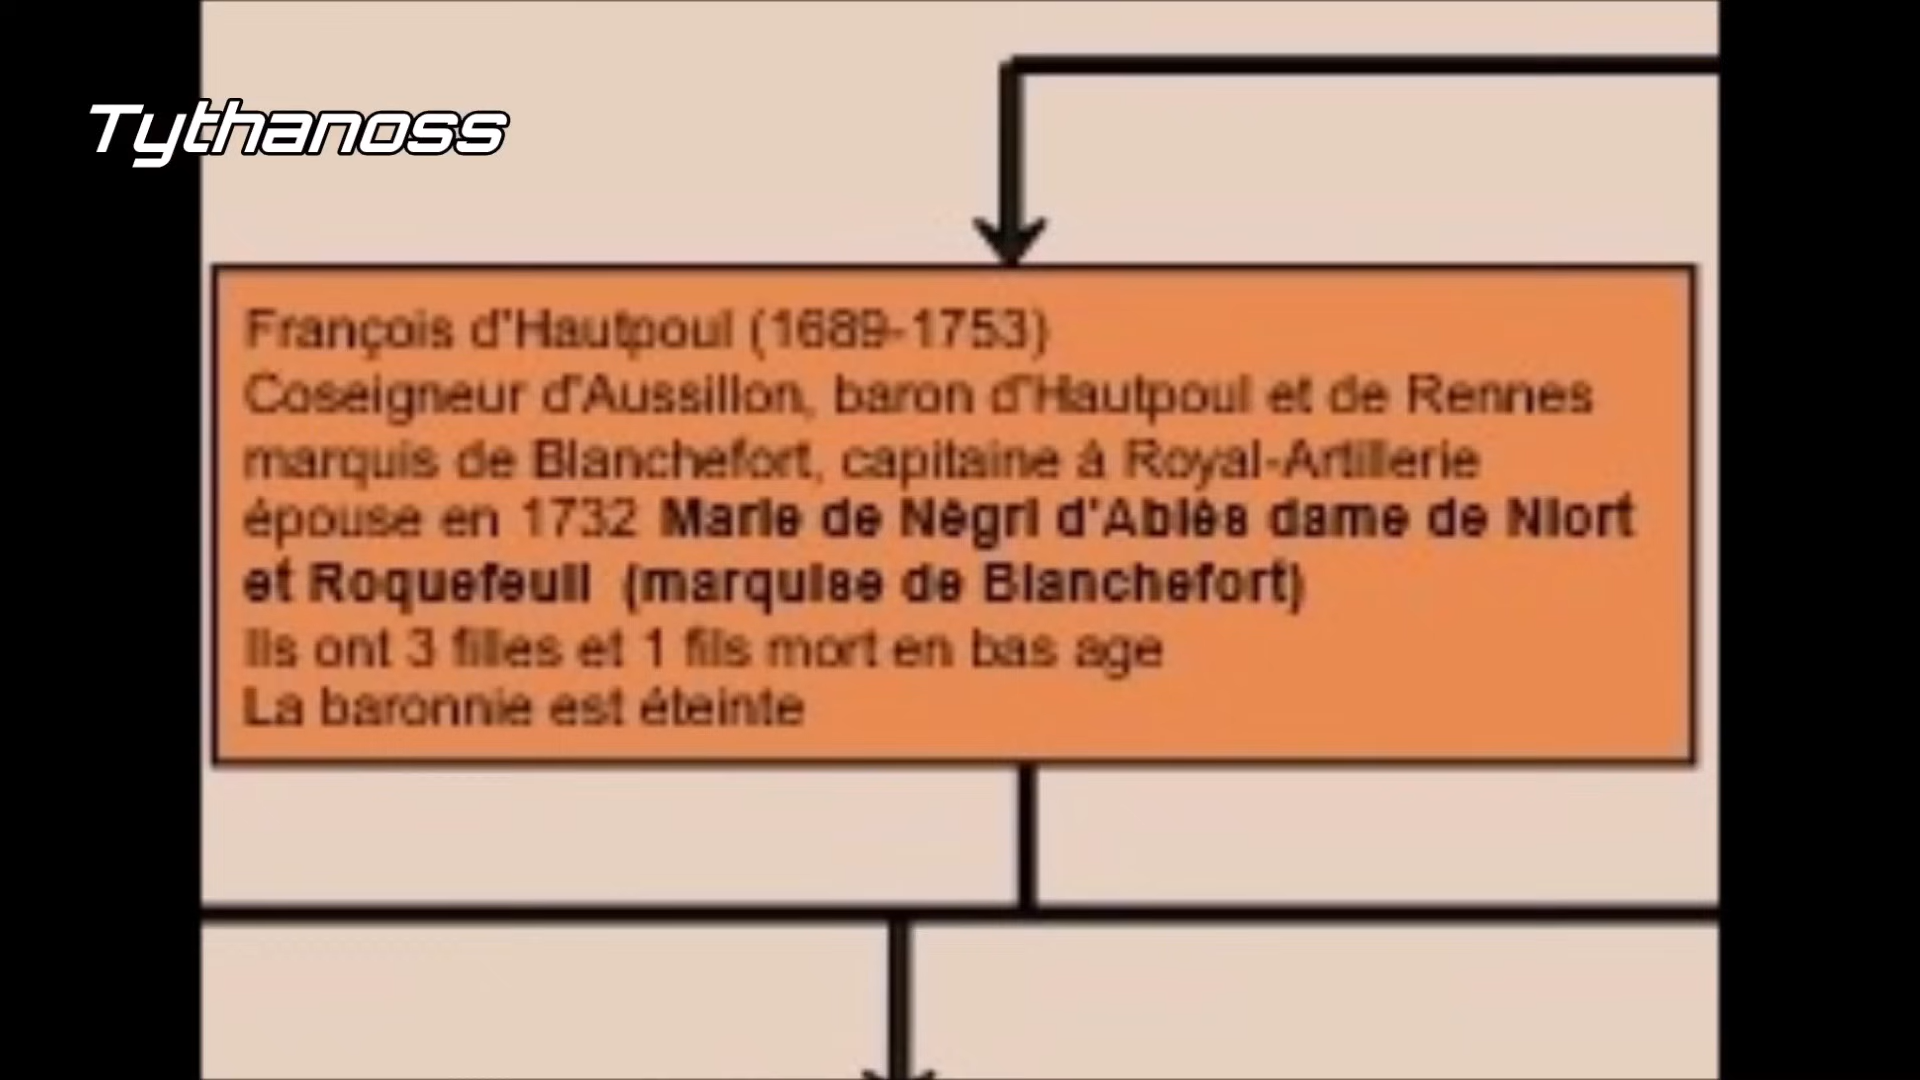 Tythanoss
François d'Hautpoul (1689-1753)
Coseigneur d'Aussillon, baron d'Hautpoul et de Rennes
marquis de Blanchefort, capitaine à Royal-Artillerie
épouse en 1732 Marie de Nègri d'Ablès dame de Niort
et Roquefeuil (marquise de Blanchefort)
Ils ont 3 filles et 1 fils mort en bas age
La baronnie est éteinte